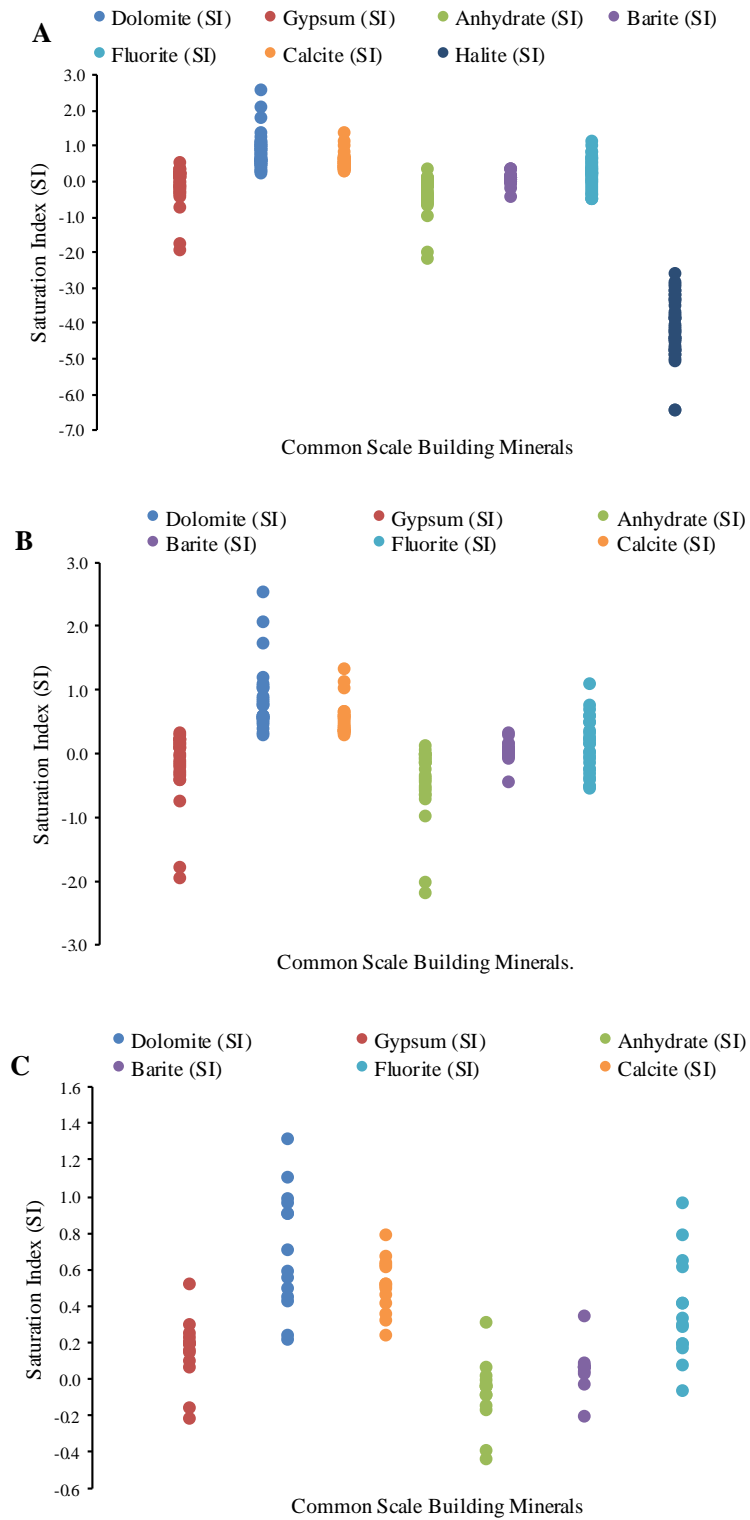 A
Dolomite (SI) Gypsum (SI) Anhydrate (SI) Barite (SI)
Fluorite (SI) Calcite (SI) Halite (SI)
3.0
2.0
1.0
0.0
-1.0
-2.0
-3.0
-4.0
-5.0
-6.0
-7.0
Saturation Index (SI)
Common Scale Building Minerals
B
Dolomite (SI) Gypsum (SI) Anhydrate (SI)
Barite (SI) Fluorite (SI) Calcite (SI)
3.0
2.0
1.0
0.0
-1.0
-2.0
-3.0
Saturation Index (SI)
Common Scale Building Minerals.
C
Dolomite (SI) Gypsum (SI) Anhydrate (SI)
Barite (SI) Fluorite (SI) Calcite (SI)
1.6
1.4
1.2
1.0
0.8
0.6
0.4
0.2
0.0
-0.2
-0.4
-0.6
Saturation Index (SI)
Common Scale Building Minerals